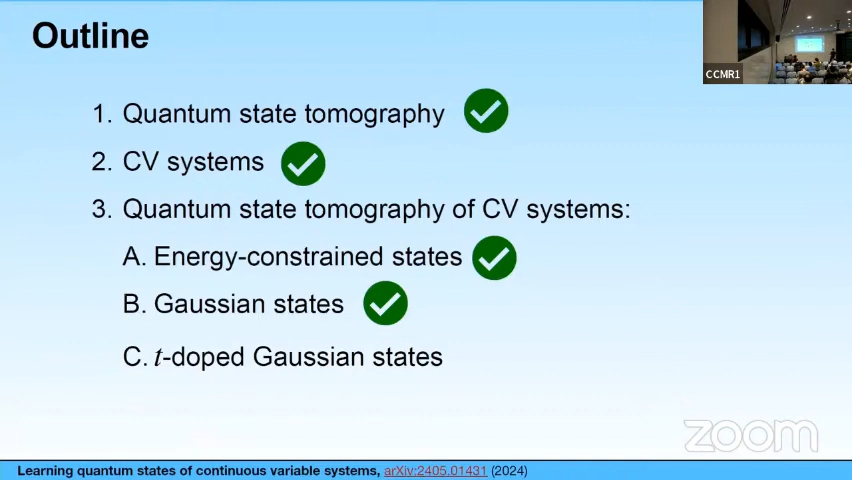 Outline
CCMR1
1. Quantum state tomography
2. CV systems
3. Quantum state tomography of CV systems:
A. Energy-constrained states
B. Gaussian states
C. t-doped Gaussian states
zoom
Learning quantum states of continuous variable systems, arXiv:2405.01431 (2024)